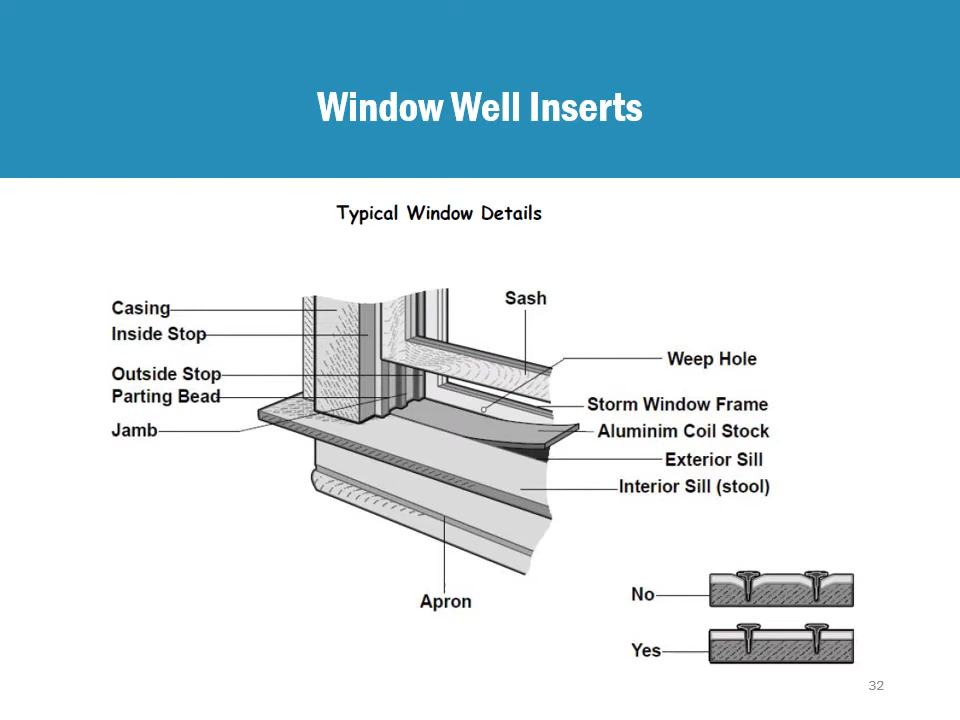 Window Well Inserts
Typical Window Details
Casing
Inside Stop
Outside Stop
Parting Bead
Jamb
Sash
Weep Hole
Storm Window Frame
Aluminim Coil Stock
Exterior Sill
Interior Sill (stool)
Apron
No
Yes
32